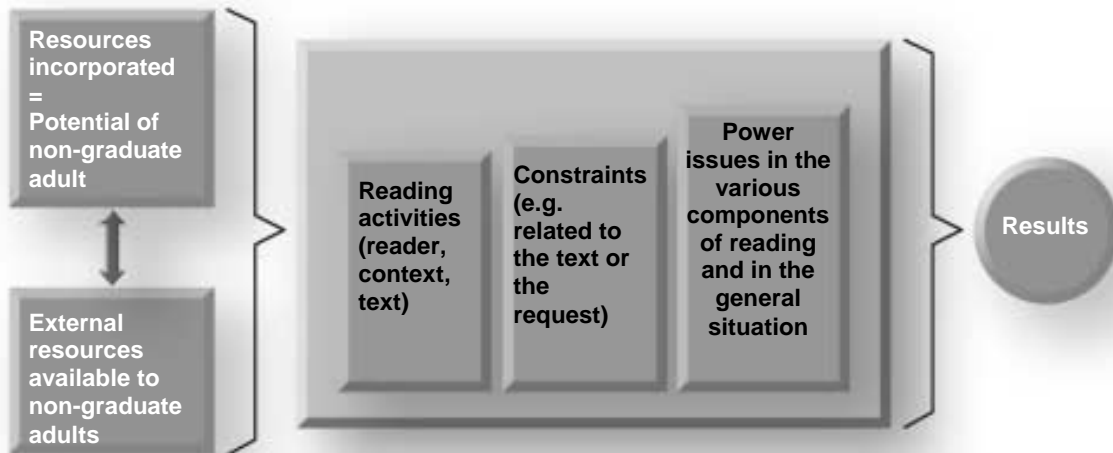 Resources
incorporated
=
Potential of
non-graduate
adult
External
resources
available to
non-graduate
adults
Reading
activities
(reader,
context,
text)
Constraints
(e.g.
related to
the text or
the
request)
Power
issues in the
various
components
of reading
and in the
general
situation
Results